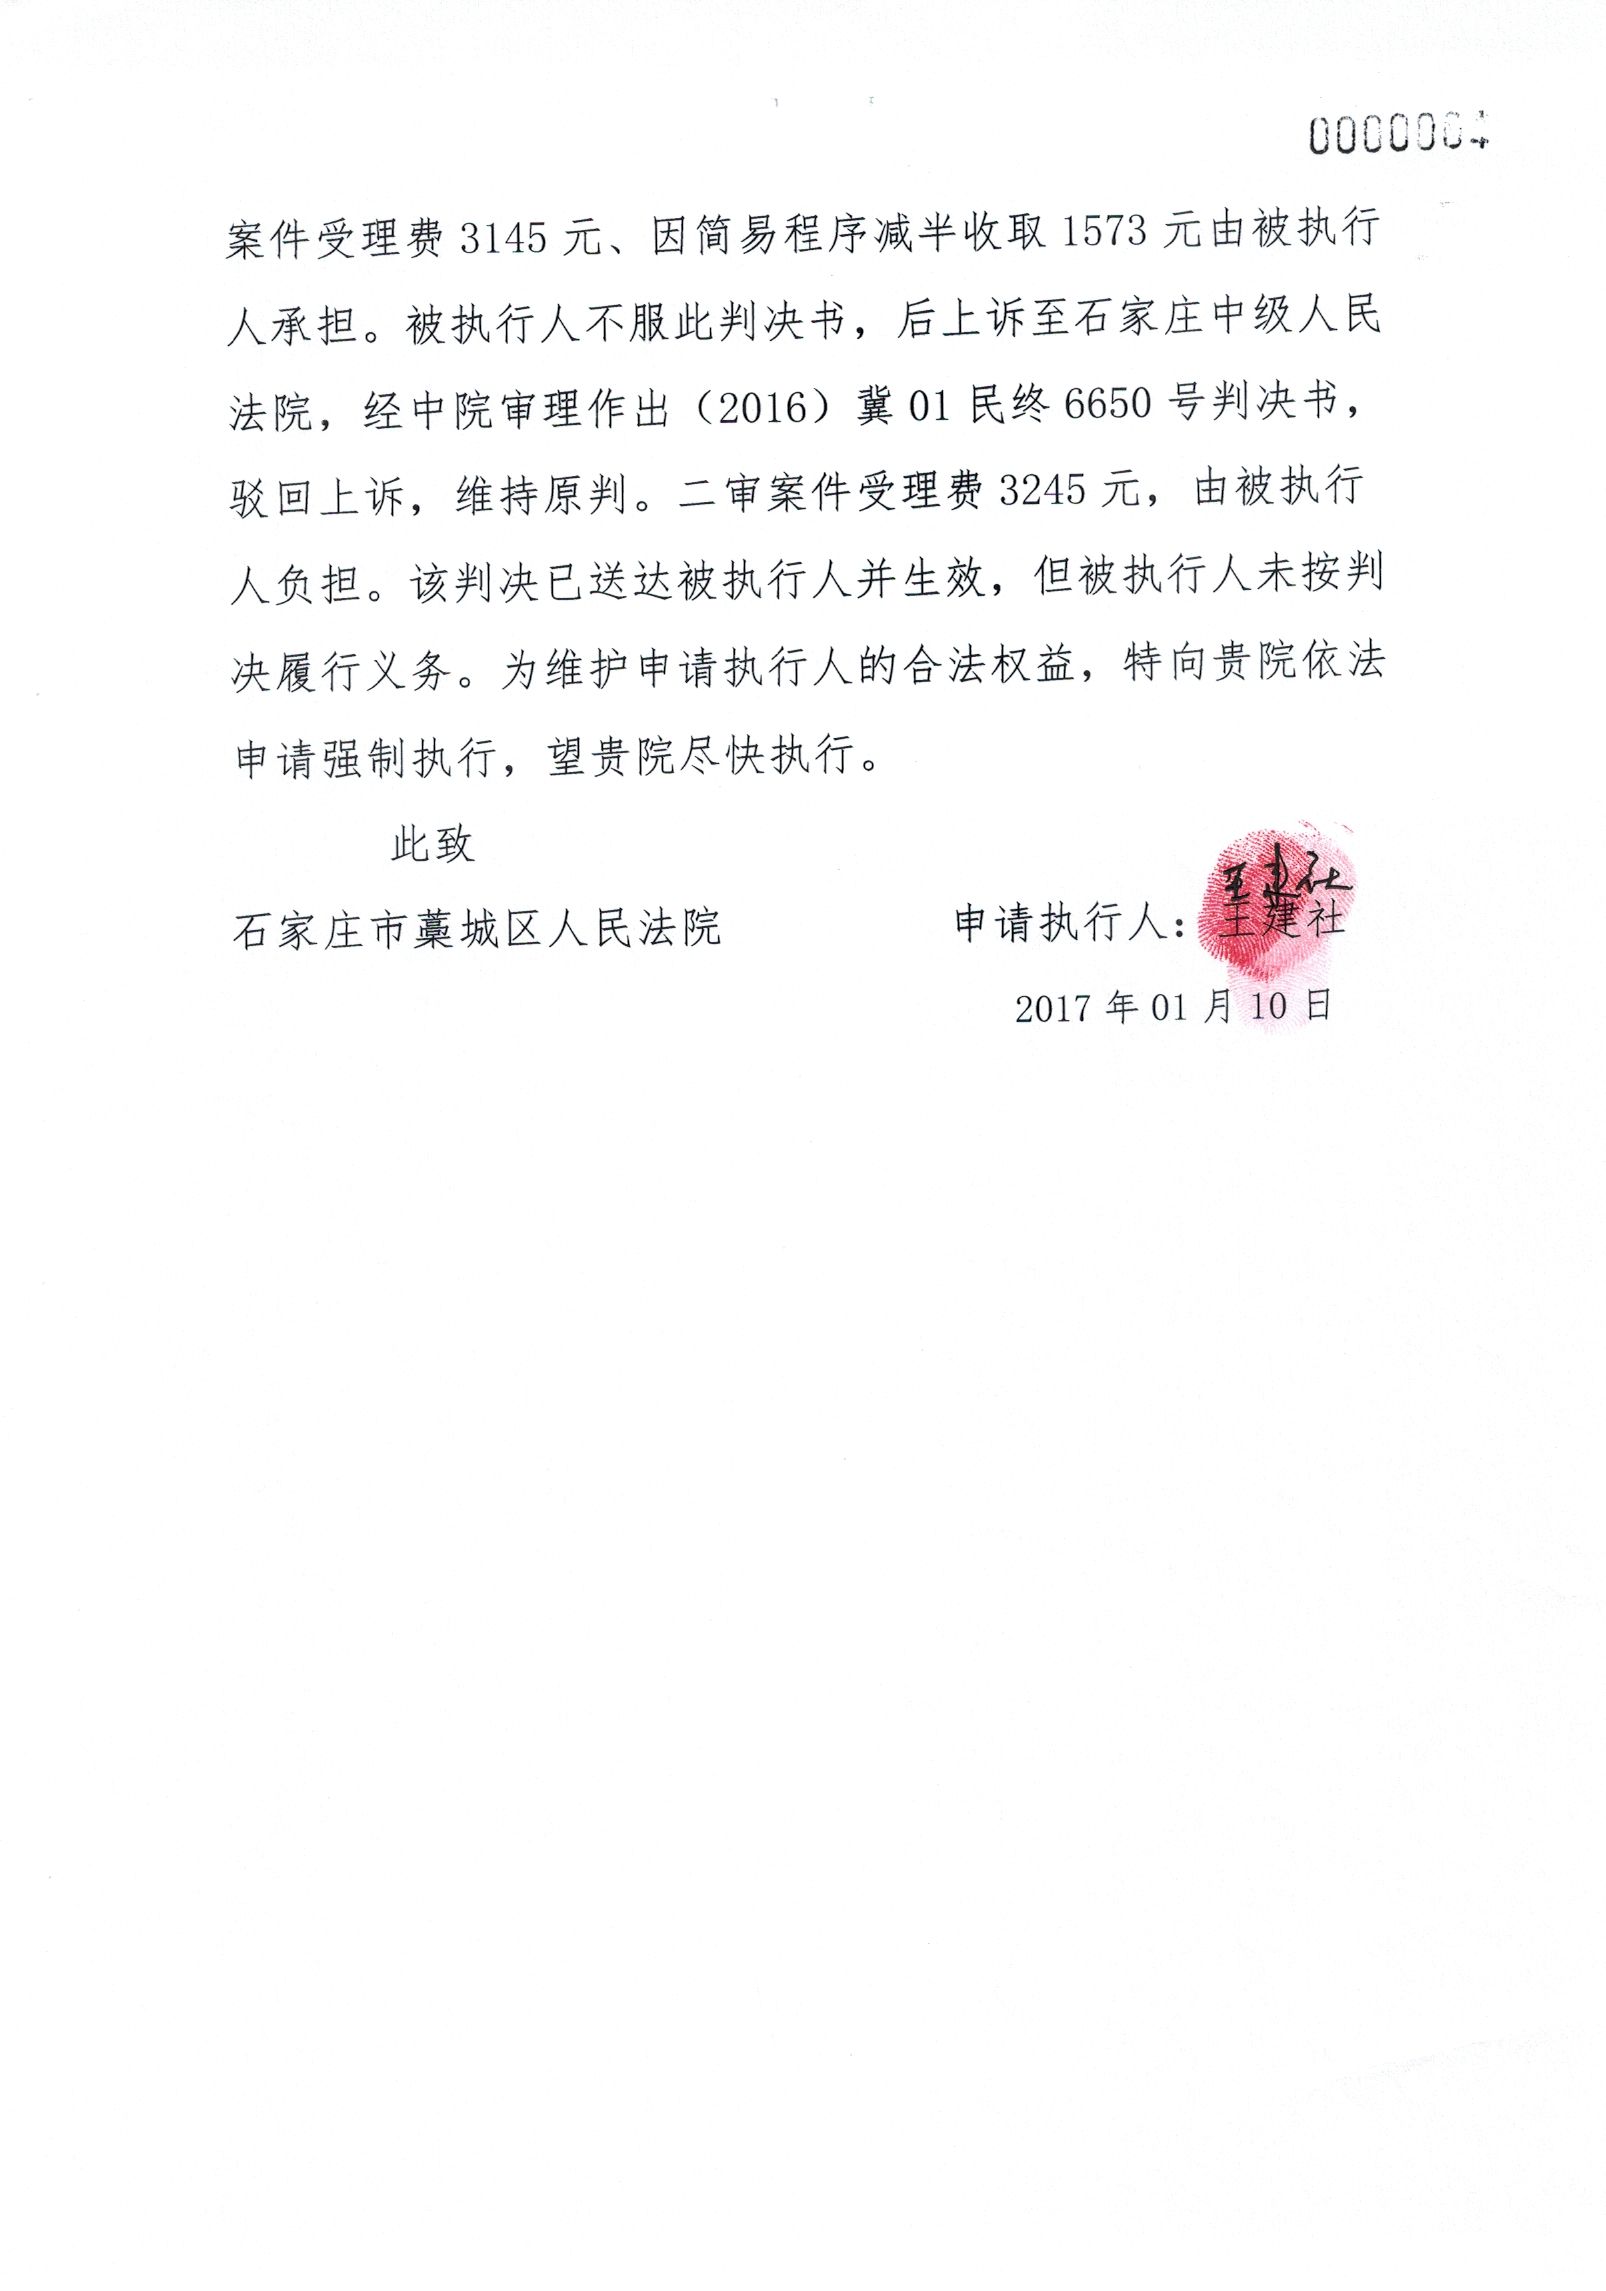 案件受理费 3145 元、因简易程序减半收取 1573 元由被执行
人承担。被执行人不服此判决书，后上诉至石家庄中级人民
法院，经中院审理作出（2016）冀 01 民终 6650 号判决书，
驳回上诉，维持原判。二审案件受理费 3245 元，由被执行
人负担。该判决已送达被执行人并生效，但被执行人未按判
决履行义务。为维护申请执行人的合法权益，特向贵院依法
申请强制执行，望贵院尽快执行。
此致
王建社
石家庄市藁城区人民法院 申请执行人：王建社
2017 年 01 月 10 日